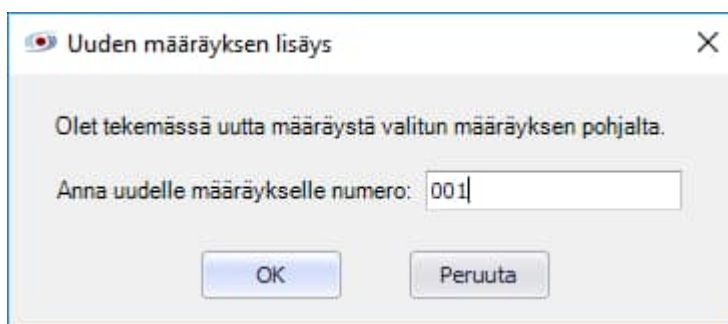 Uuden määräyksen lisäys
Olet tekemässä uutta määräystä valitun määräyksen pohjalta.
Anna uudelle määräykselle numero: 001
OK Peruuta